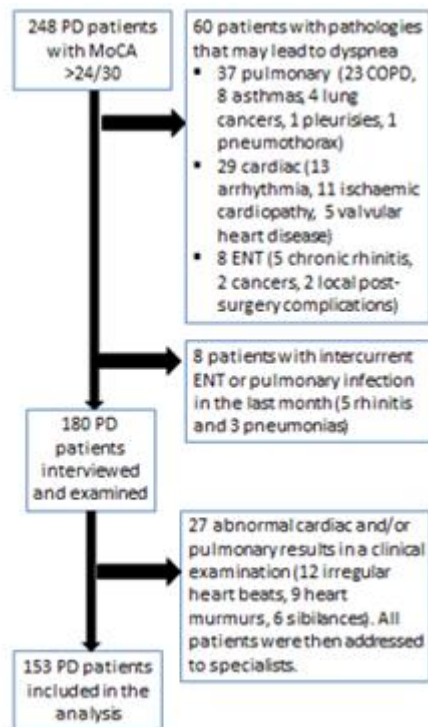 248 PD patients
with MoCA
>24/30
60 patients with pathologies
that may lead to dyspnea
▪ 37 pulmonary (23 COPD,
8 asthmas, 4 lung
cancers, 1 pleurisies, 1
pneumothorax)
▪ 29 cardiac (13
arrhythmia, 11 ischaemic
cardiopathy, 5 valvular
heart disease)
▪ 8 ENT (5 chronic rhinitis,
2 cancers, 2 local post-
surgery complications)
8 patients with intercurrent
ENT or pulmonary infection
in the last month (5 rhinitis
and 3 pneumonias)
180 PD
patients
interviewed
and examined
27 abnormal cardiac and/or
pulmonary results in a clinical
examination (12 irregular
heart beats, 9 heart
murmurs, 6 sibilances). All
patients were then addressed
to specialists.
153 PD patients
included in the
analysis